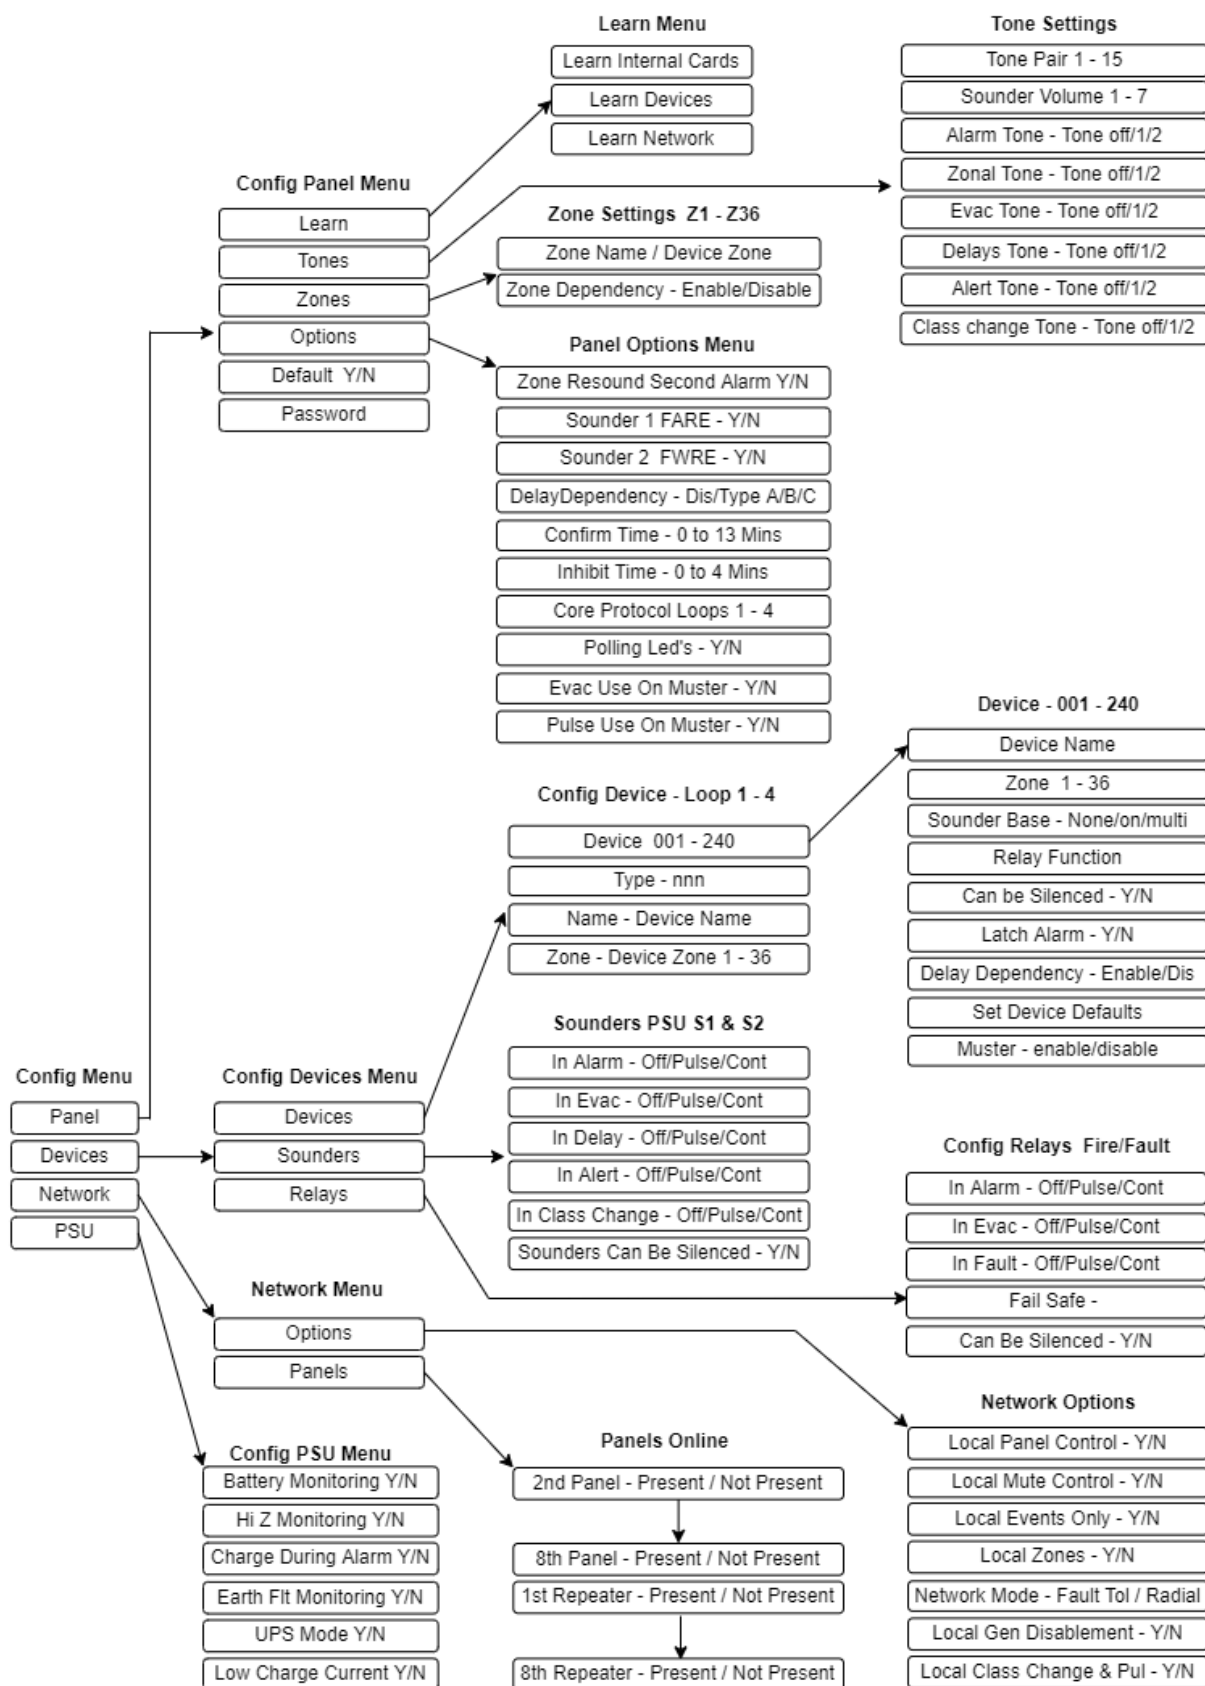 Learn Menu
Learn Internal Cards
Learn Devices
Learn Network
Tone Settings
Tone Pair 1 - 15
Sounder Volume 1 - 7
Alarm Tone - Tone off/1/2
Zonal Tone - Tone off/1/2
Evac Tone - Tone off/1/2
Delays Tone - Tone off/1/2
Alert Tone - Tone off/1/2
Class change Tone - Tone off/1/2
Config Panel Menu
Learn
Tones
Zones
Options
Default Y/N
Password
Zone Settings Z1 - Z36
Zone Name / Device Zone
Zone Dependency - Enable/Disable
Panel Options Menu
Zone Resound Second Alarm Y/N
Sounder 1 FARE - Y/N
Sounder 2 FWRE - Y/N
DelayDependency - Dis/Type A/B/C
Confirm Time - 0 to 13 Mins
Inhibit Time - 0 to 4 Mins
Core Protocol Loops 1 - 4
Polling Led's - Y/N
Evac Use On Muster - Y/N
Pulse Use On Muster - Y/N
Device - 001 - 240
Device Name
Zone 1 - 36
Sounder Base - None/on/multi
Relay Function
Can be Silenced - Y/N
Latch Alarm - Y/N
Delay Dependency - Enable/Dis
Set Device Defaults
Muster - enable/disable
Config Device - Loop 1 - 4
Device 001 - 240
Type - nnn
Name - Device Name
Zone - Device Zone 1 - 36
Sounders PSU S1 & S2
In Alarm - Off/Pulse/Cont
In Evac - Off/Pulse/Cont
In Delay - Off/Pulse/Cont
In Alert - Off/Pulse/Cont
In Class Change - Off/Pulse/Cont
Sounders Can Be Silenced - Y/N
Config Menu
Panel
Devices
Network
PSU
Config Devices Menu
Devices
Sounders
Relays
Config Relays Fire/Fault
In Alarm - Off/Pulse/Cont
In Evac - Off/Pulse/Cont
In Fault - Off/Pulse/Cont
Fail Safe -
Can Be Silenced - Y/N
Network Menu
Options
Panels
Network Options
Local Panel Control - Y/N
Local Mute Control - Y/N
Local Events Only - Y/N
Local Zones - Y/N
Network Mode - Fault Tol / Radial
Local Gen Disablement - Y/N
Local Class Change & Pul - Y/N
Config PSU Menu
Battery Monitoring Y/N
Hi Z Monitoring Y/N
Charge During Alarm Y/N
Earth Flt Monitoring Y/N
UPS Mode Y/N
Low Charge Current Y/N
Panels Online
2nd Panel - Present / Not Present
8th Panel - Present / Not Present
1st Repeater - Present / Not Present
8th Repeater - Present / Not Present